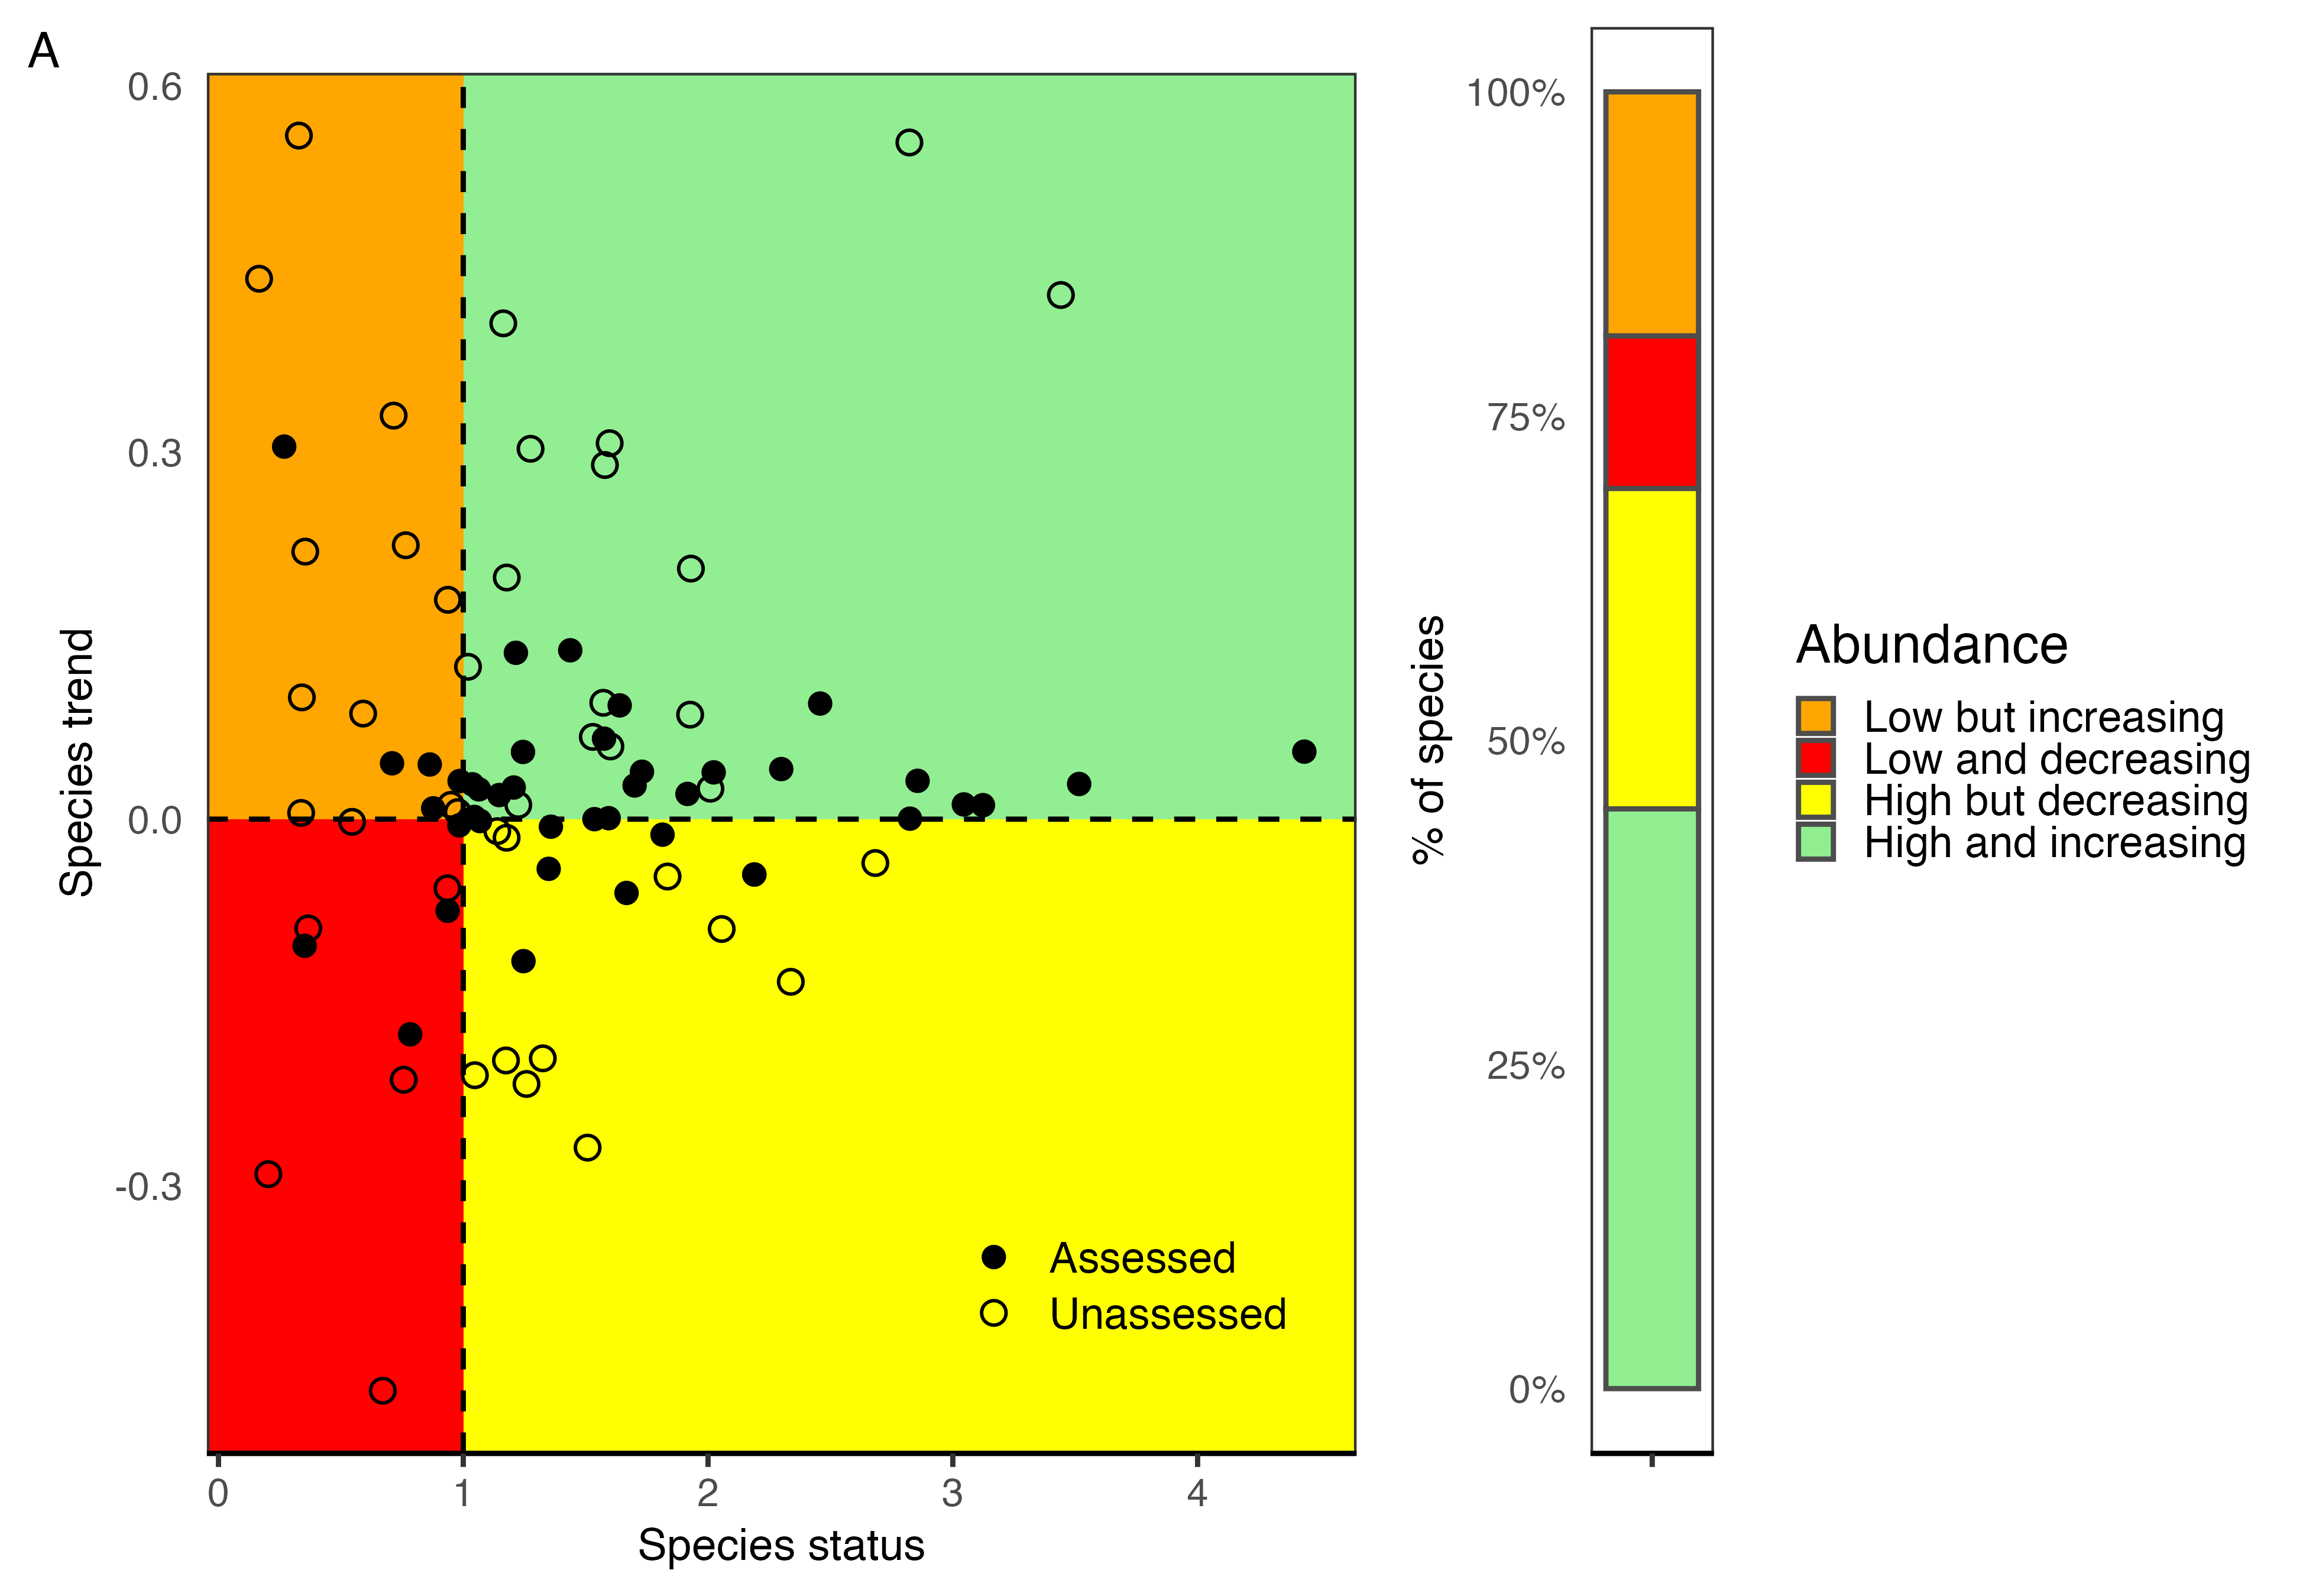 A
0.6
0.3
0.0
-0.3
Species trend
0
1
2
3
4
Species status
Assessed
Unassessed
100%
75%
50%
25%
0%
% of species
Abundance
Low but increasing
Low and decreasing
High but decreasing
High and increasing